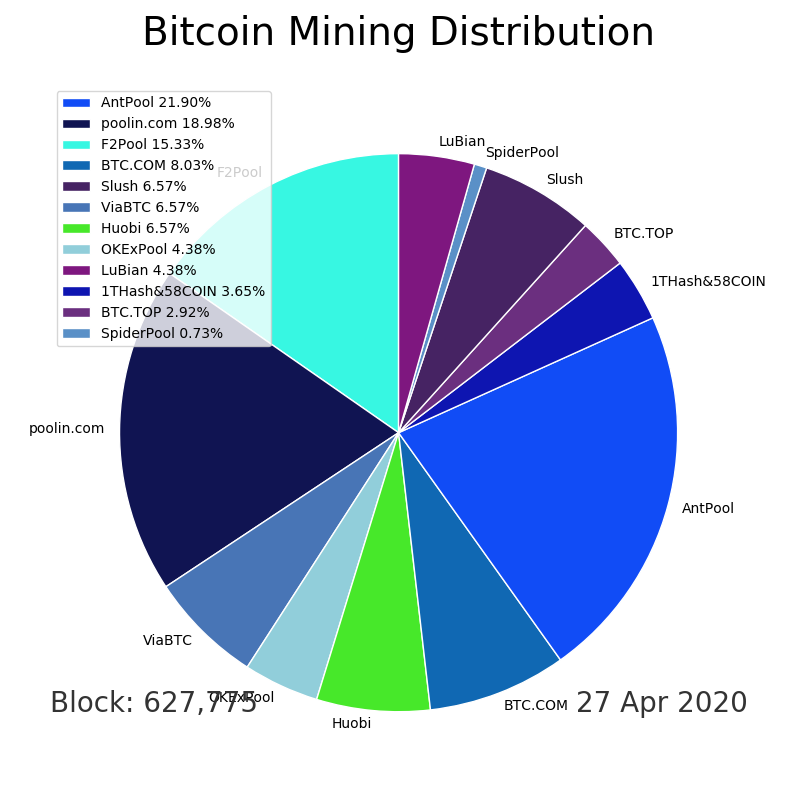 Bitcoin Mining Distribution
AntPool 21.90%
poolin.com 18.98%
F2Pool 15.33%
BTC.COM 8.03%
Slush 6.57%
ViaBTC 6.57%
Huobi 6.57%
OKExPool 4.38%
LuBian 4.38%
1THash&58COIN 3.65%
BTC.TOP 2.92%
SpiderPool 0.73%
F2Pool
LuBian
SpiderPool
Slush
BTC.TOP
1THash&58COIN
poolin.com
AntPool
ViaBTC
OKExPool
Huobi
BTC.COM
Block: 627,775
27 Apr 2020